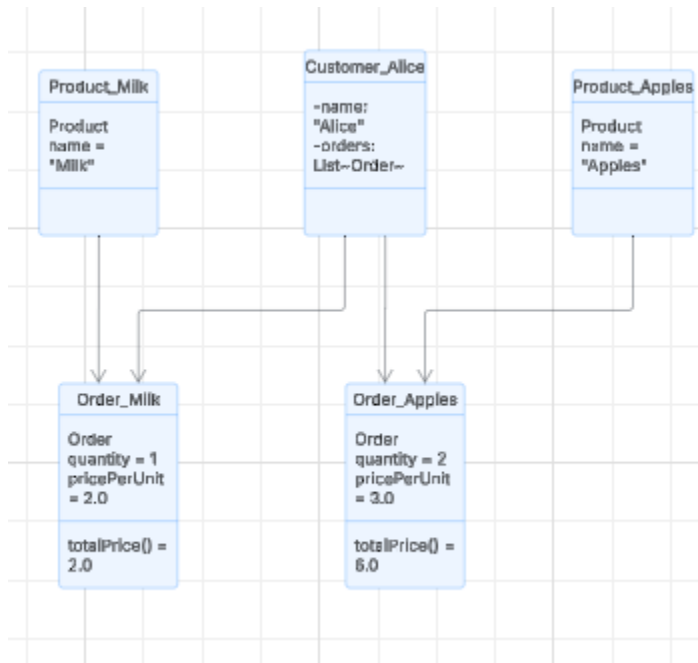 Product_Milk
Product
name =
"Milk"
Customer_Alice
-name:
"Alice"
-orders:
List~Order~
Product_Apples
Product
name =
"Apples"
Order_Milk
Order
quantity = 1
pricePerUnit
= 2.0
totalPrice() =
2.0
Order_Apples
Order
quantity = 2
pricePerUnit
= 3.0
totalPrice() =
6.0